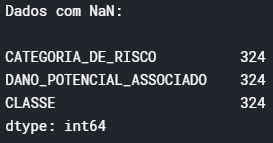 Dados com NaN:
CATEGORIA_DE_RISCO 324
DANO_POTENCIAL_ASSOCIADO 324
CLASSE 324
dtype: int64